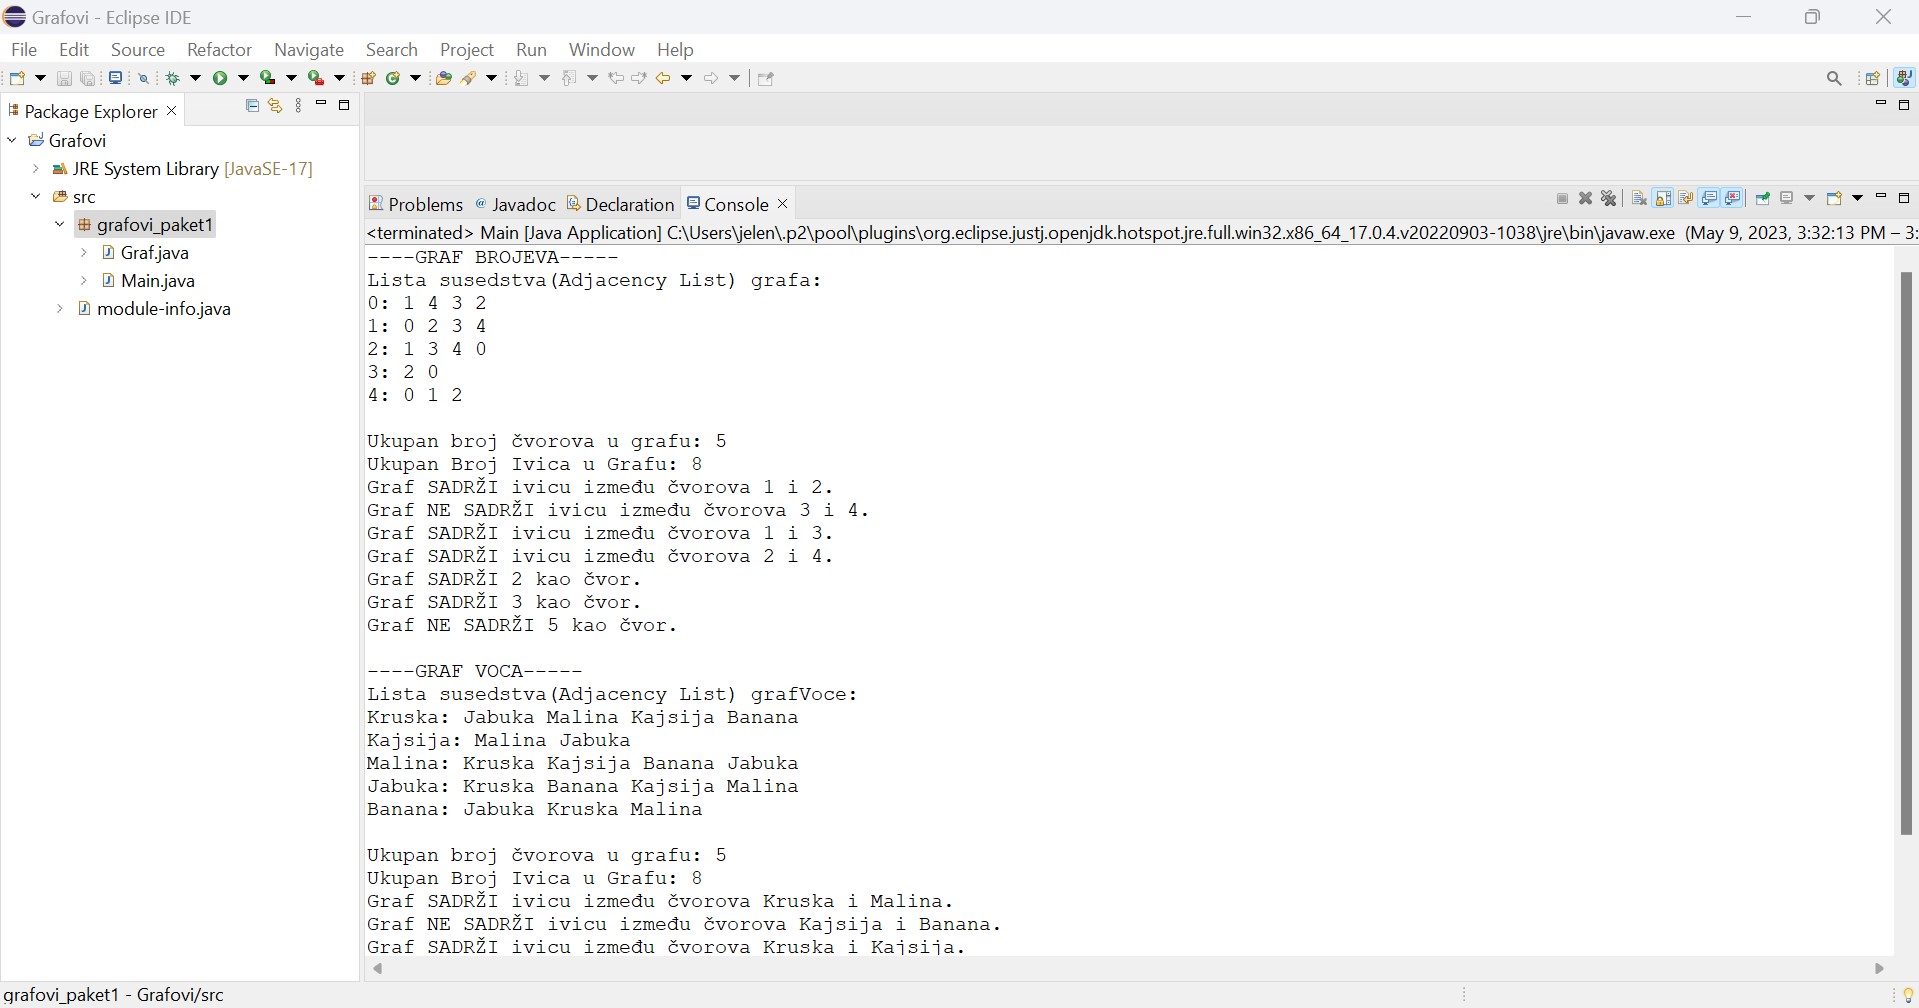 Grafovi - Eclipse IDE
File Edit Source Refactor Navigate Search Project Run Window Help
Package Explorer
Grafovi
JRE System Library [JavaSE-17]
src
grafovi_paket1
Graf.java
Main.java
module-info.java
Problems @ Javadoc Declaration Console
<terminated> Main [Java Application] C:\Users\jelen\.p2\pool\plugins\org.eclipse.justj.openjdk.hotspot.jre.full.win32.x86_64_17.0.4.v20220903-1038\jre\bin\javaw.exe (May 9, 2023, 3:32:13 PM – 3:
----GRAF BROJEVA-----
Lista susedstva(Adjacency List) grafa:
0: 1 4 3 2
1: 0 2 3 4
2: 1 3 4 0
3: 2 0
4: 0 1 2
Ukupan broj čvorova u grafu: 5
Ukupan Broj Ivica u Grafu: 8
Graf SADRŽI ivicu između čvorova 1 i 2.
Graf NE SADRŽI ivicu između čvorova 3 i 4.
Graf SADRŽI ivicu između čvorova 1 i 3.
Graf SADRŽI ivicu između čvorova 2 i 4.
Graf SADRŽI 2 kao čvor.
Graf SADRŽI 3 kao čvor.
Graf NE SADRŽI 5 kao čvor.
----GRAF VOCA-----
Lista susedstva(Adjacency List) grafVoce:
Kruska: Jabuka Malina Kajsija Banana
Kajsija: Malina Jabuka
Malina: Kruska Kajsija Banana Jabuka
Jabuka: Kruska Banana Kajsija Malina
Banana: Jabuka Kruska Malina
Ukupan broj čvorova u grafu: 5
Ukupan Broj Ivica u Grafu: 8
Graf SADRŽI ivicu između čvorova Kruska i Malina.
Graf NE SADRŽI ivicu između čvorova Kajsija i Banana.
Graf SADRŽI ivicu između čvorova Kruska i Kajsija.
grafovi_paket1 - Grafovi/src